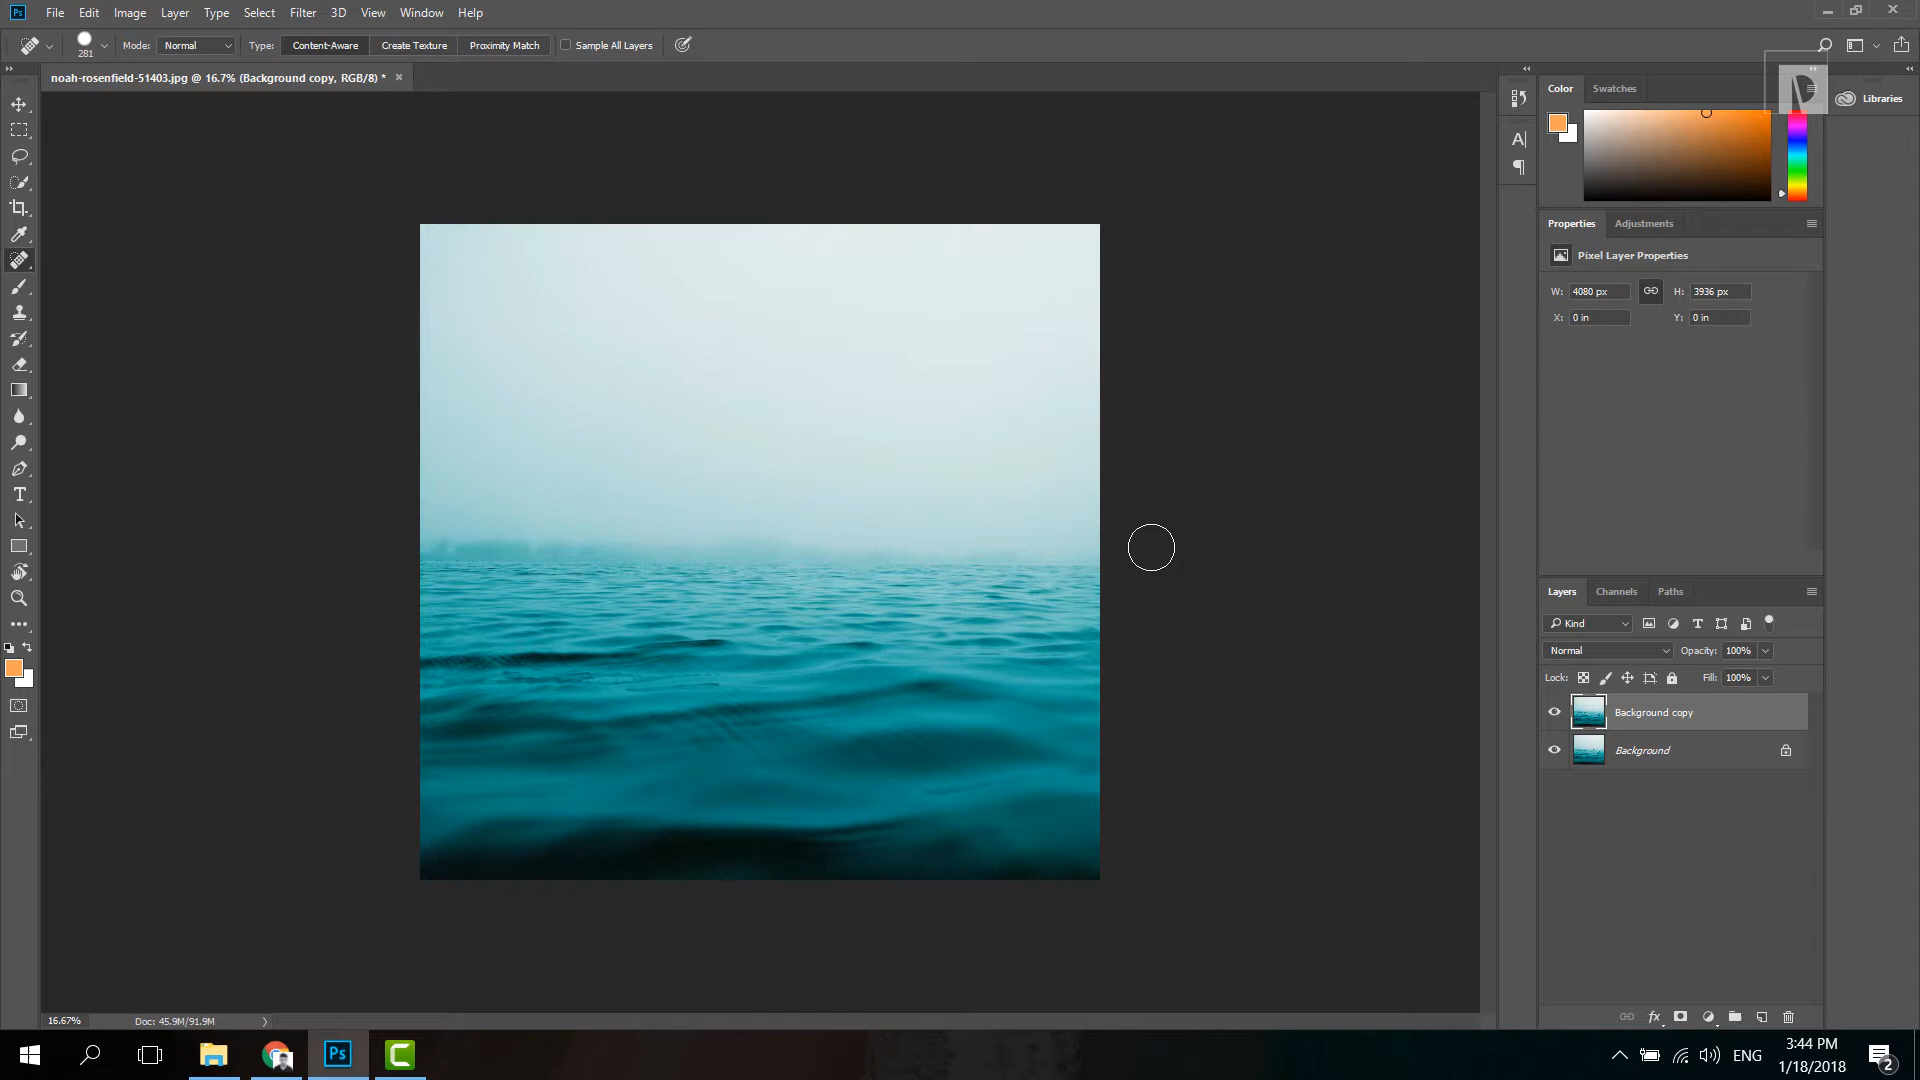 Ps File Edit Image Layer Type Select Filter 3D View Window Help
281 Mode: Normal Type: Content-Aware Create Texture Proximity Match Sample All Layers
noah-rosenfield-51403.jpg @ 16.7% (Background copy, RGB/8) *
Color Swatches
Libraries
Properties Adjustments
Pixel Layer Properties
W: 4080 px H: 3936 px
X: 0 in Y: 0 in
Layers Channels Paths
Kind
Normal Opacity: 100%
Lock: Fill: 100%
Background copy
Background
fx
16.67% Doc: 45.9M/91.9M
Ps ENG
3:44 PM
1/18/2018
2